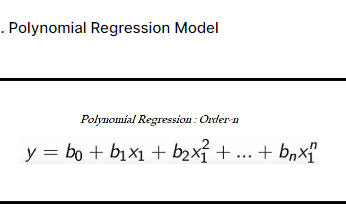 . Polynomial Regression Model
Polynomial Regression : Order-n
y = b₀ + b₁x₁ + b₂x₁² + ... + bₙx₁ⁿ